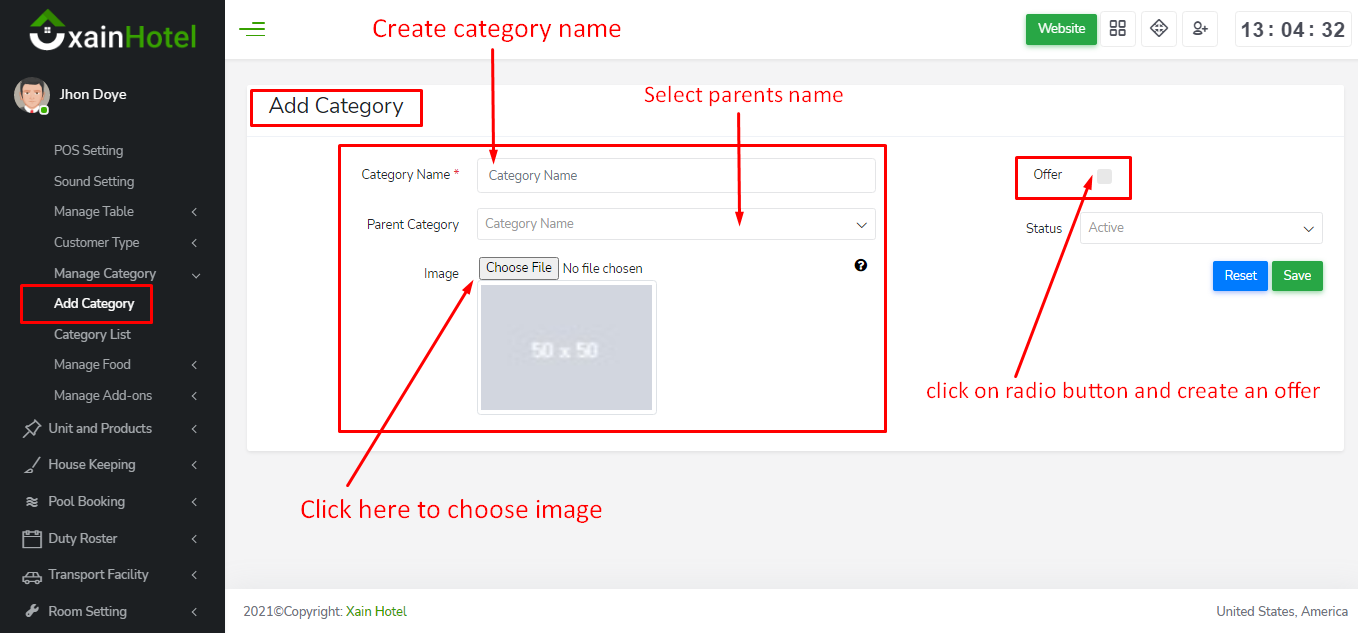 xainHotel
Jhon Doye
POS Setting
Sound Setting
Manage Table
Customer Type
Manage Category
Add Category
Category List
Manage Food
Manage Add-ons
Unit and Products
House Keeping
Pool Booking
Duty Roster
Transport Facility
Room Setting
Create category name
Website
13: 04: 32
Add Category
Select parents name
Category Name *
Category Name
Offer
Parent Category
Category Name
Status
Active
Image
Choose File No file chosen
50 x 50
Reset
Save
click on radio button and create an offer
Click here to choose image
2021©Copyright: Xain Hotel
United States, America